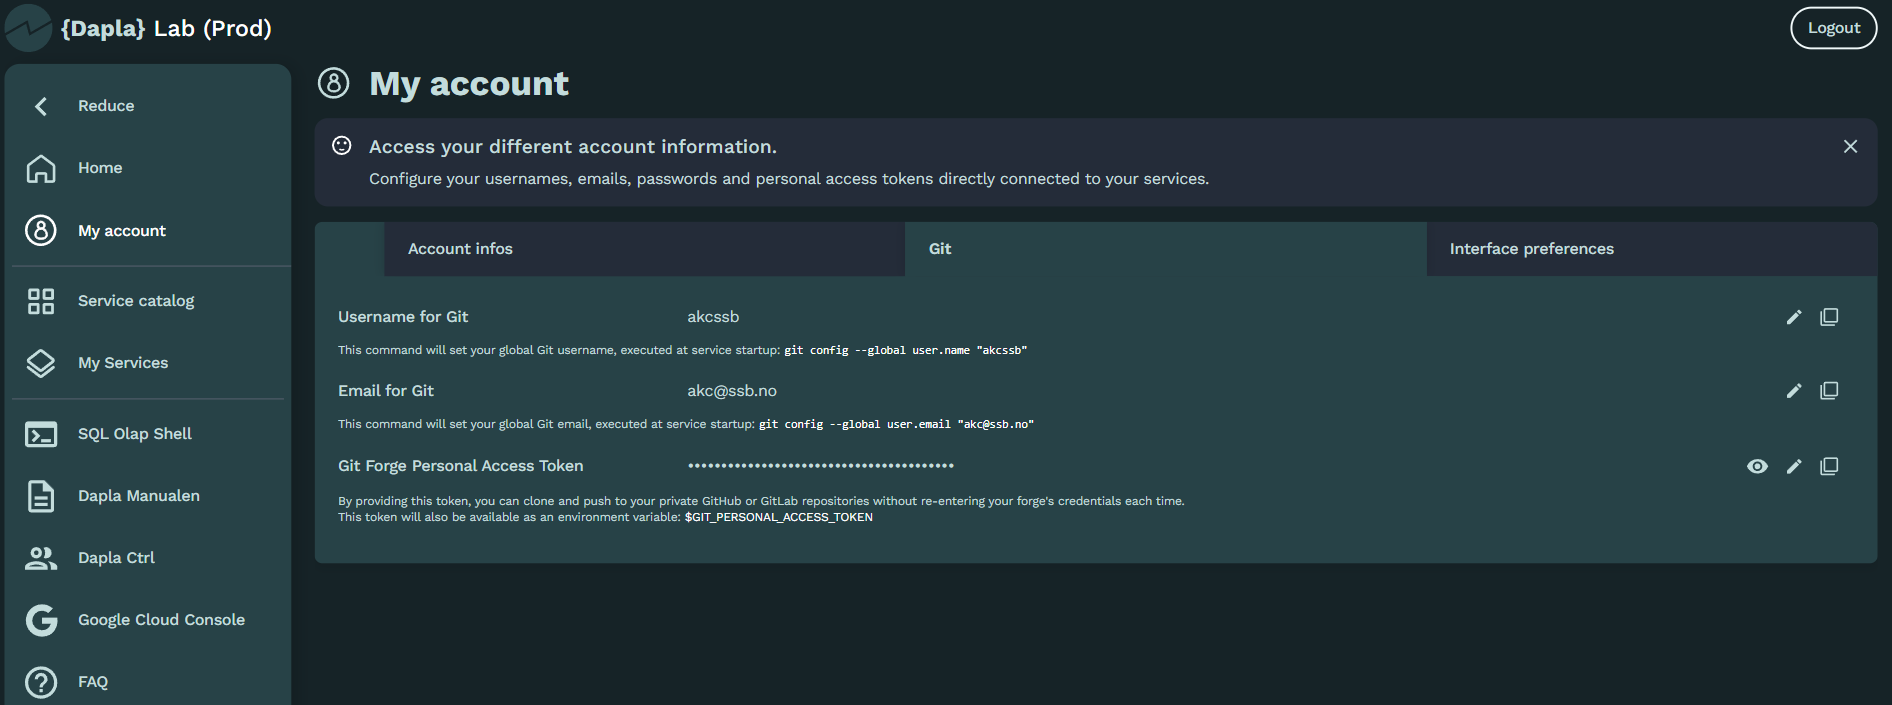 {Dapla} Lab (Prod)
Logout
Reduce
Home
My account
Service catalog
My Services
SQL Olap Shell
Dapla Manualen
Dapla Ctrl
Google Cloud Console
FAQ
My account
Access your different account information.
Configure your usernames, emails, passwords and personal access tokens directly connected to your services.
Account infos
Git
Interface preferences
Username for Git akcssb
This command will set your global Git username, executed at service startup: git config --global user.name "akcssb"
Email for Git akc@ssb.no
This command will set your global Git email, executed at service startup: git config --global user.email "akc@ssb.no"
Git Forge Personal Access Token ••••••••••••••••••••••••••••••••••••••••
By providing this token, you can clone and push to your private GitHub or GitLab repositories without re-entering your forge's credentials each time.
This token will also be available as an environment variable: $GIT_PERSONAL_ACCESS_TOKEN